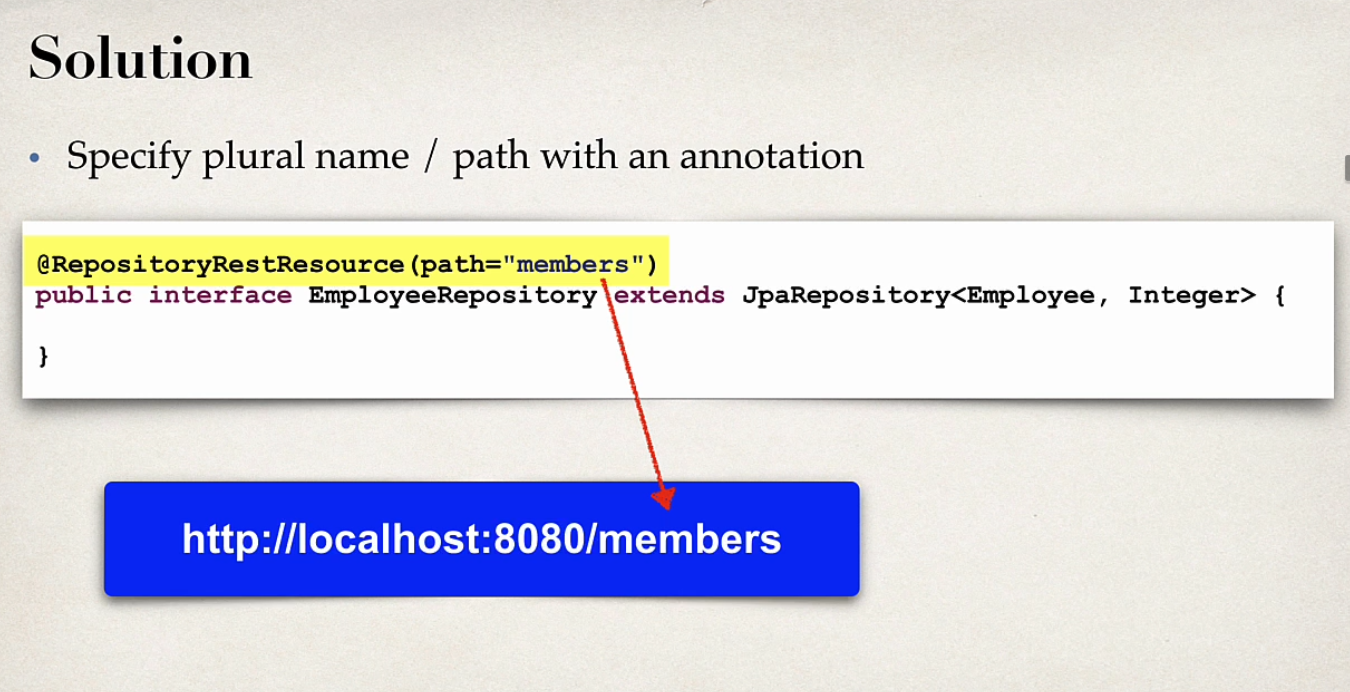 Solution
• Specify plural name / path with an annotation
@RepositoryRestResource(path="members")
public interface EmployeeRepository extends JpaRepository<Employee, Integer> {
}
http://localhost:8080/members